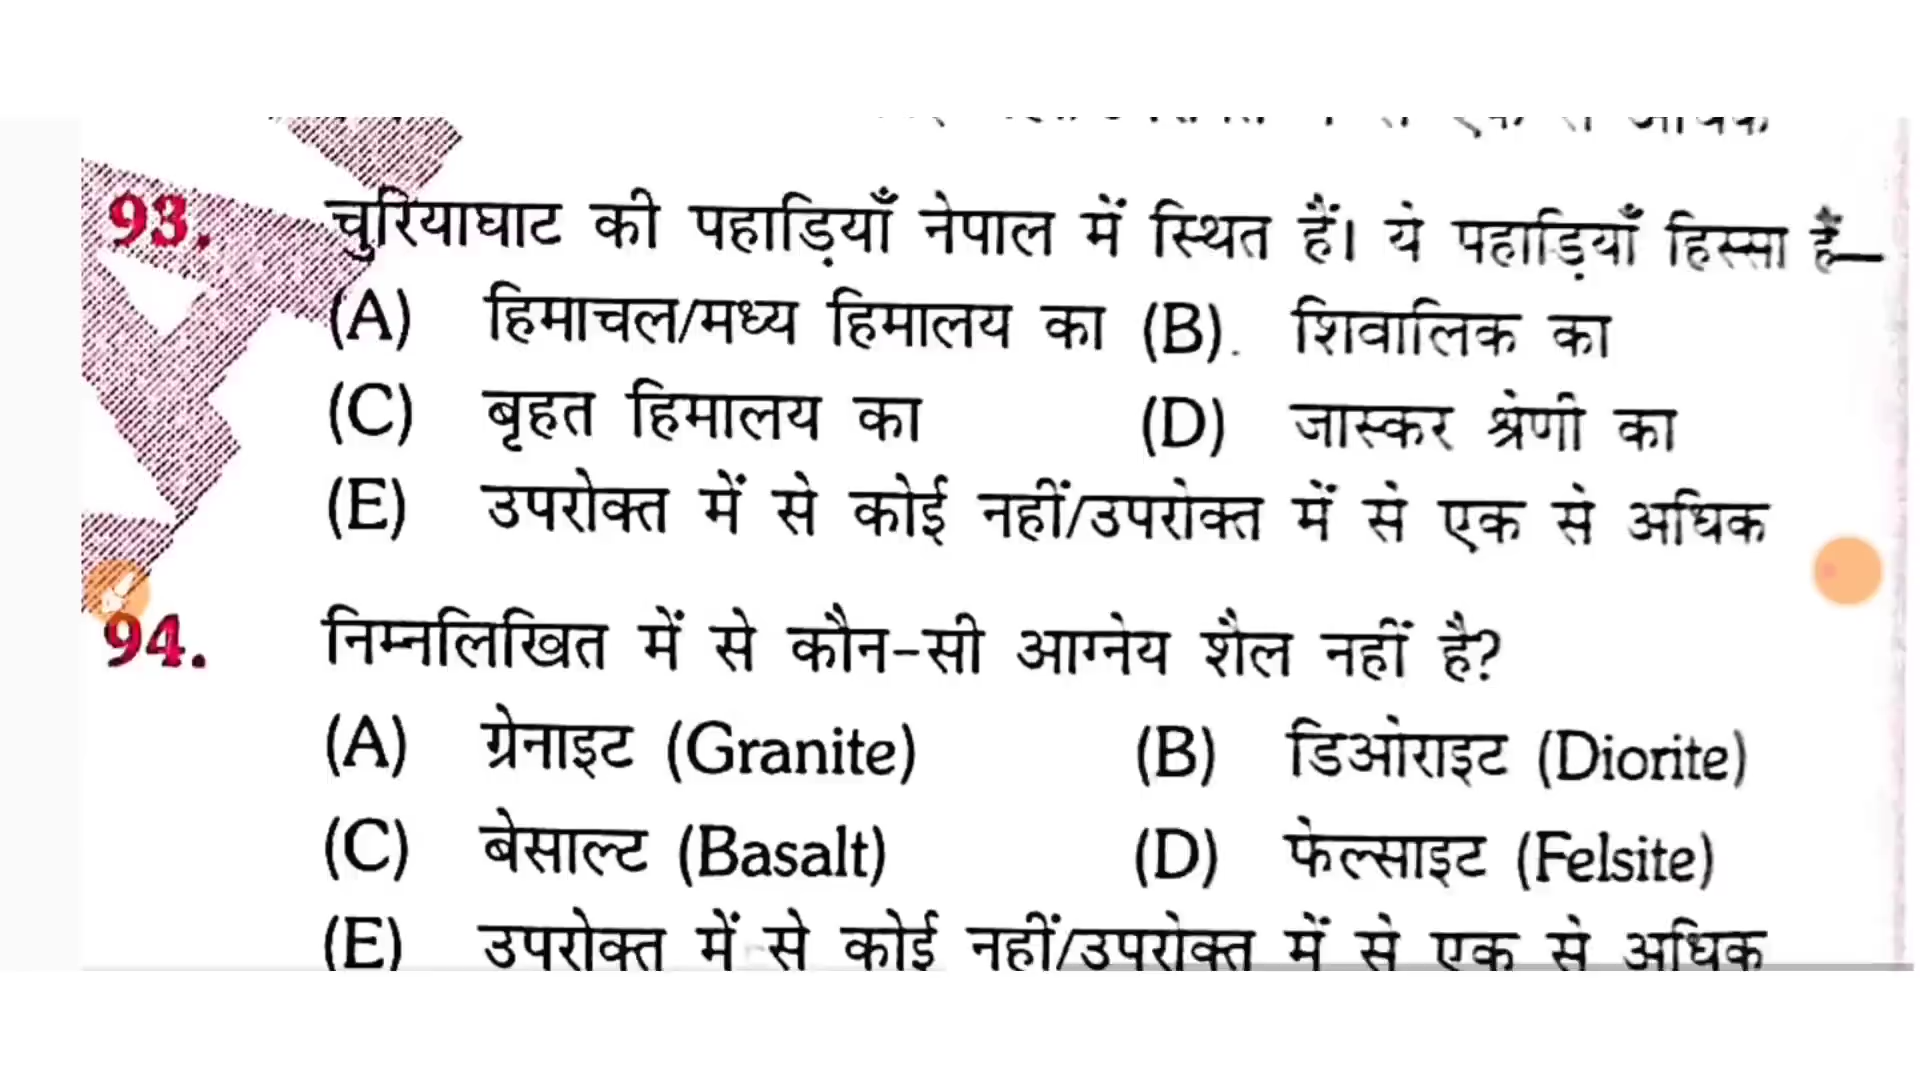 93. चुरियाघाट की पहाड़ियाँ नेपाल में स्थित हैं। ये पहाड़ियाँ हिस्सा हैं—
(A) हिमाचल/मध्य हिमालय का (B). शिवालिक का
(C) बृहत हिमालय का (D) जास्कर श्रेणी का
(E) उपरोक्त में से कोई नहीं/उपरोक्त में से एक से अधिक
94. निम्नलिखित में से कौन-सी आग्नेय शैल नहीं है?
(A) ग्रेनाइट (Granite) (B) डिओराइट (Diorite)
(C) बेसाल्ट (Basalt) (D) फेल्साइट (Felsite)
(E) उपरोक्त में से कोई नहीं/उपरोक्त में से एक से अधिक